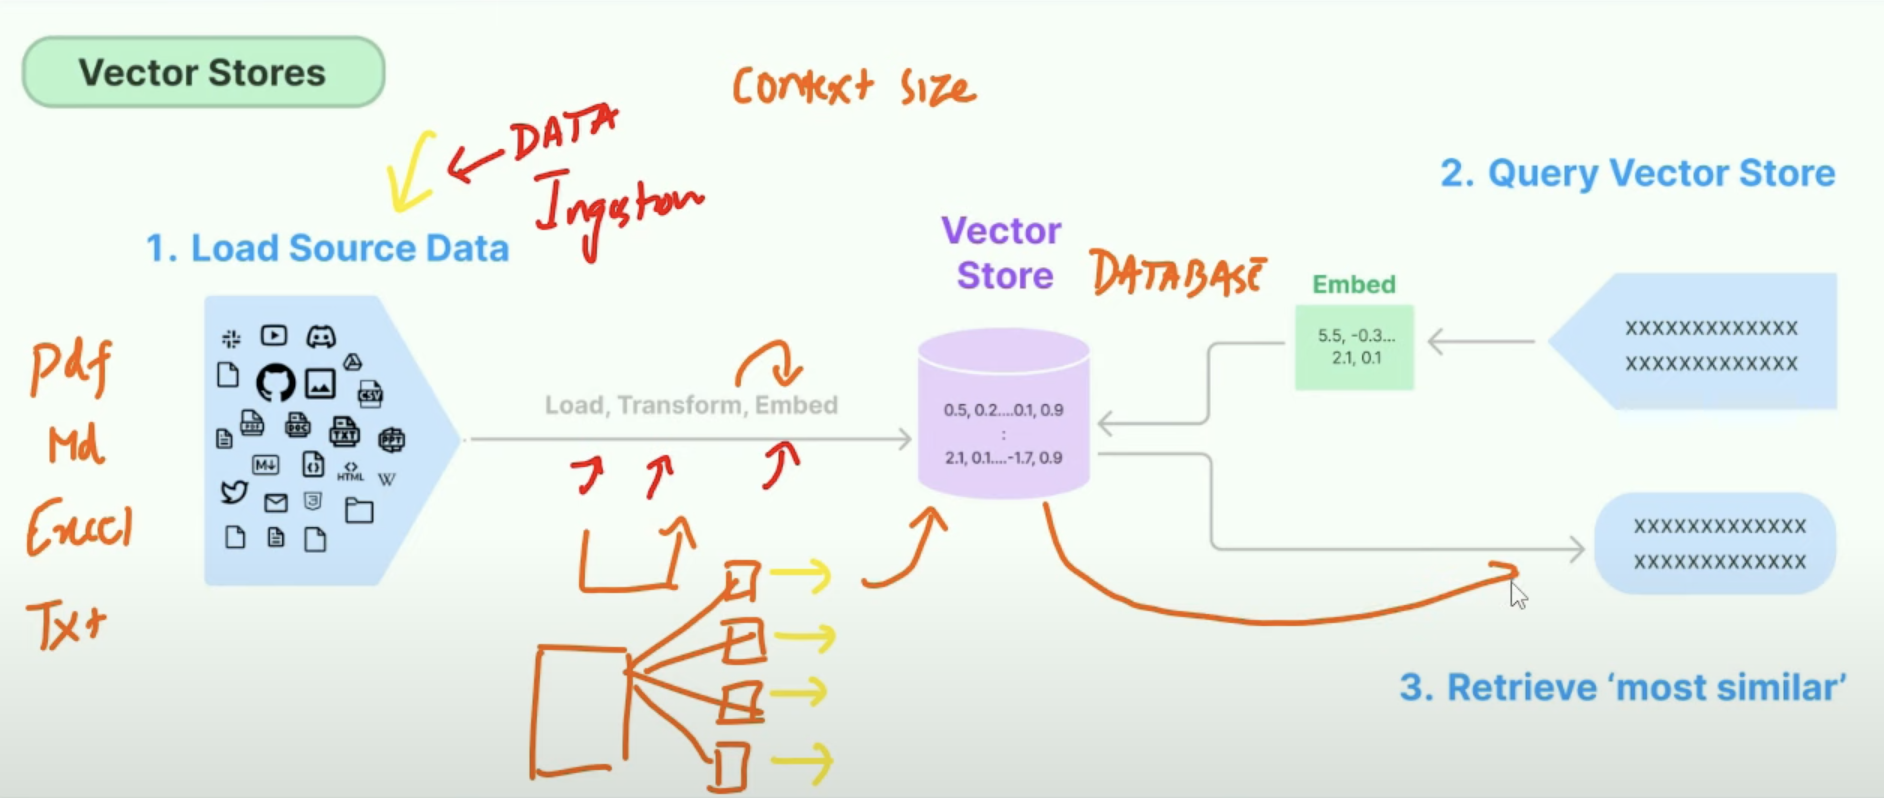 Vector Stores
Context size
DATA
Ingestion
1. Load Source Data
2. Query Vector Store
Vector
Store
DATABASE
Embed
5.5, -0.3...
2.1, 0.1
XXXXXXXXXXXXX
XXXXXXXXXXXXX
Pdf
Md
Excel
Txt
CSV
PDF
DOC
TXT
PPT
M
HTML
W
Load, Transform, Embed
0.5, 0.2....0.1, 0.9
:
2.1, 0.1....-1.7, 0.9
XXXXXXXXXXXXX
XXXXXXXXXXXXX
3. Retrieve ‘most similar’